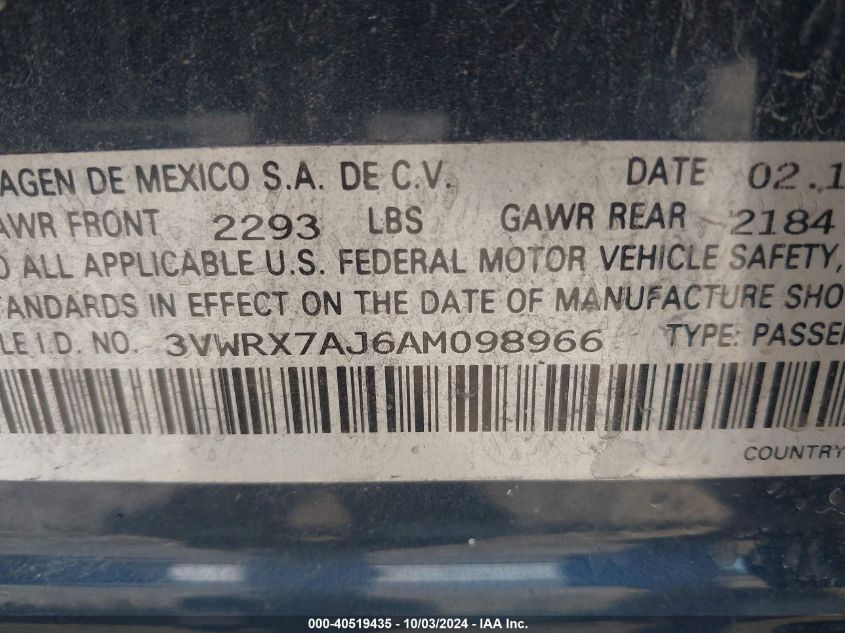 AGEN DE MEXICO S.A. DE C.V. DATE 02.1
AWR FRONT 2293 LBS GAWR REAR 2184
O ALL APPLICABLE U.S. FEDERAL MOTOR VEHICLE SAFETY,
TANDARDS IN EFFECT ON THE DATE OF MANUFACTURE SHO
LE I.D. NO. 3VWRX7AJ6AM098966 TYPE: PASSE
COUNTRY
000-40519435 - 10/03/2024 - IAA Inc.